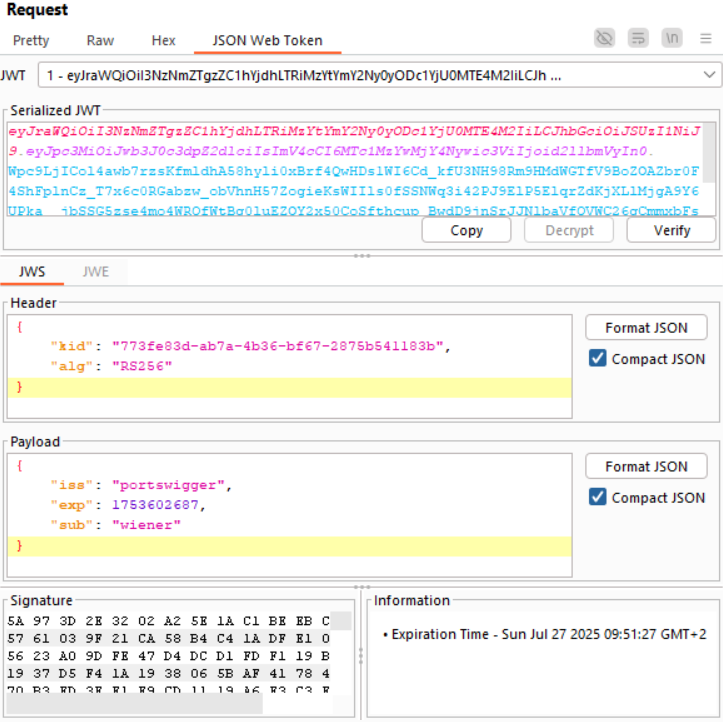 Request
Pretty Raw Hex JSON Web Token \n
JWT 1 - eyJraWQiOiI3NzNmZTgzZC1hYjdhLTRiMzYtYmY2Ny0yODc1YjU0MTE4M2IiLCJh ...
Serialized JWT
eyJraWQiOiI3NzNmZTgzZC1hYjdhLTRiMzYtYmY2Ny0yODc1YjU0MTE4M2IiLCJhbGciOiJSUzI1NiJ
9.eyJpc3MiOiJwb3J0c3dpZ2dlciIsImV4cCI6MTc1MzYwMjY4Nywic3ViIjoid2llbmVyIn0.
Copy Decrypt Verify
JWS JWE
Header
{
"kid": "773fe83d-ab7a-4b36-bf67-2875b541183b",
"alg": "RS256"
}
Format JSON
Compact JSON
Payload
{
"iss": "portswigger",
"exp": 1753602687,
"sub": "wiener"
}
Format JSON
Compact JSON
Signature
5A 97 3D 2E 32 02 A2 5E 1A C1 BE EB C
57 61 03 9F 21 CA 58 B4 C4 1A DF E1 0
56 23 A0 9D FE 47 D4 DC D1 FD F1 19 B
19 37 D5 F4 1A 19 38 06 5B AF 41 78 4
Information
• Expiration Time - Sun Jul 27 2025 09:51:27 GMT+2